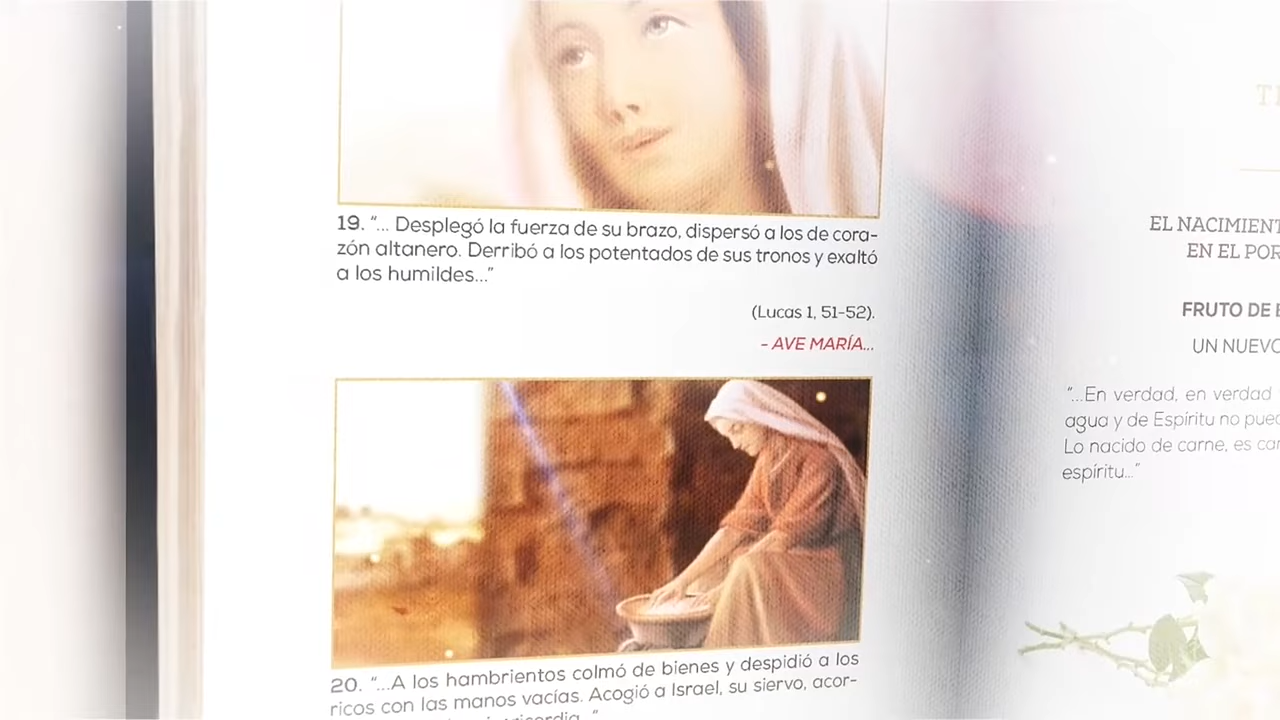 19. “... Desplegó la fuerza de su brazo, dispersó a los de cora-
zón altanero. Derribó a los potentados de sus tronos y exaltó
a los humildes...”
(Lucas 1, 51-52).
- AVE MARÍA...
20. “...A los hambrientos colmó de bienes y despidió a los
ricos con las manos vacías. Acogió a Israel, su siervo, acor-
EL NACIMIENT
EN EL POR
FRUTO DE
UN NUEVO
“...En verdad, en verdad
agua y de Espíritu no pue
Lo nacido de carne, es car
espíritu...”